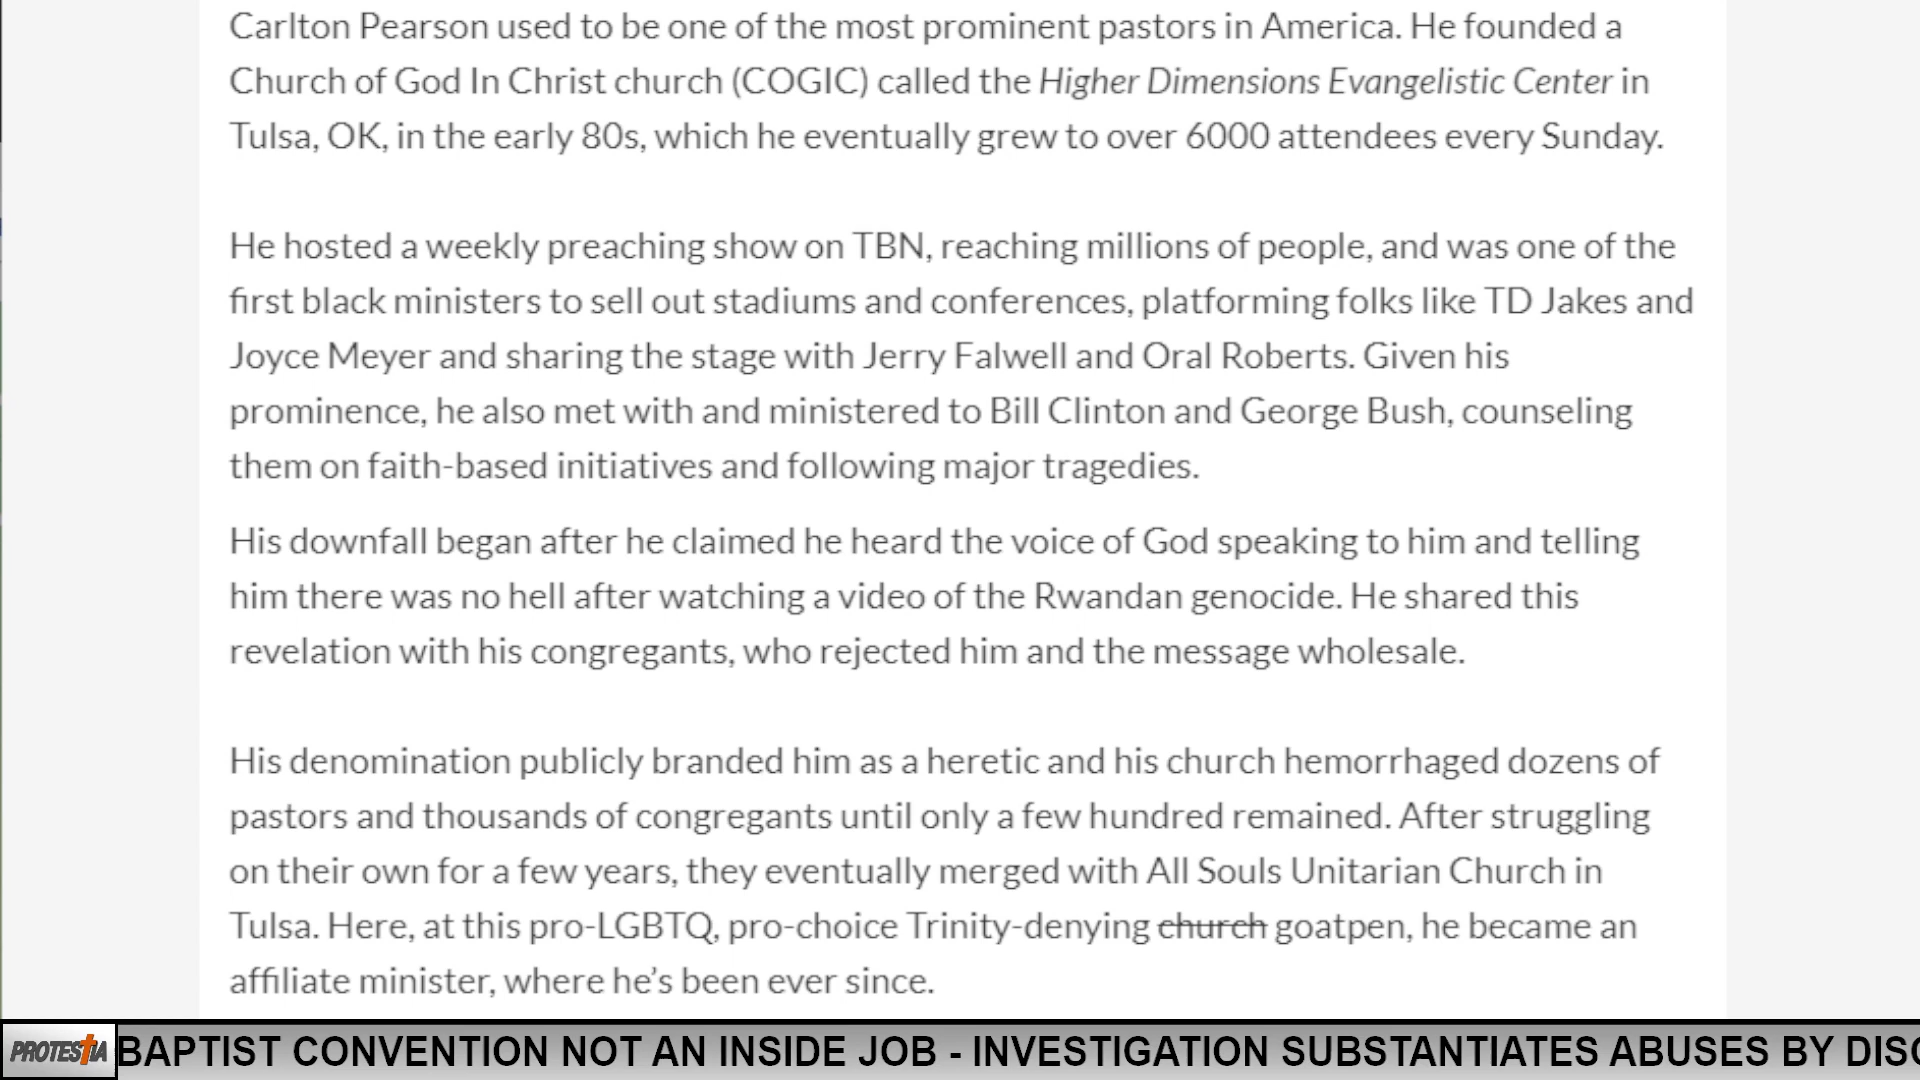 Carlton Pearson used to be one of the most prominent pastors in America. He founded a
Church of God In Christ church (COGIC) called the Higher Dimensions Evangelistic Center in
Tulsa, OK, in the early 80s, which he eventually grew to over 6000 attendees every Sunday.
He hosted a weekly preaching show on TBN, reaching millions of people, and was one of the
first black ministers to sell out stadiums and conferences, platforming folks like TD Jakes and
Joyce Meyer and sharing the stage with Jerry Falwell and Oral Roberts. Given his
prominence, he also met with and ministered to Bill Clinton and George Bush, counseling
them on faith-based initiatives and following major tragedies.
His downfall began after he claimed he heard the voice of God speaking to him and telling
him there was no hell after watching a video of the Rwandan genocide. He shared this
revelation with his congregants, who rejected him and the message wholesale.
His denomination publicly branded him as a heretic and his church hemorrhaged dozens of
pastors and thousands of congregants until only a few hundred remained. After struggling
on their own for a few years, they eventually merged with All Souls Unitarian Church in
Tulsa. Here, at this pro-LGBTQ, pro-choice Trinity-denying church goatpen, he became an
affiliate minister, where he's been ever since.
PROTESTIA BAPTIST CONVENTION NOT AN INSIDE JOB - INVESTIGATION SUBSTANTIATES ABUSES BY DISC